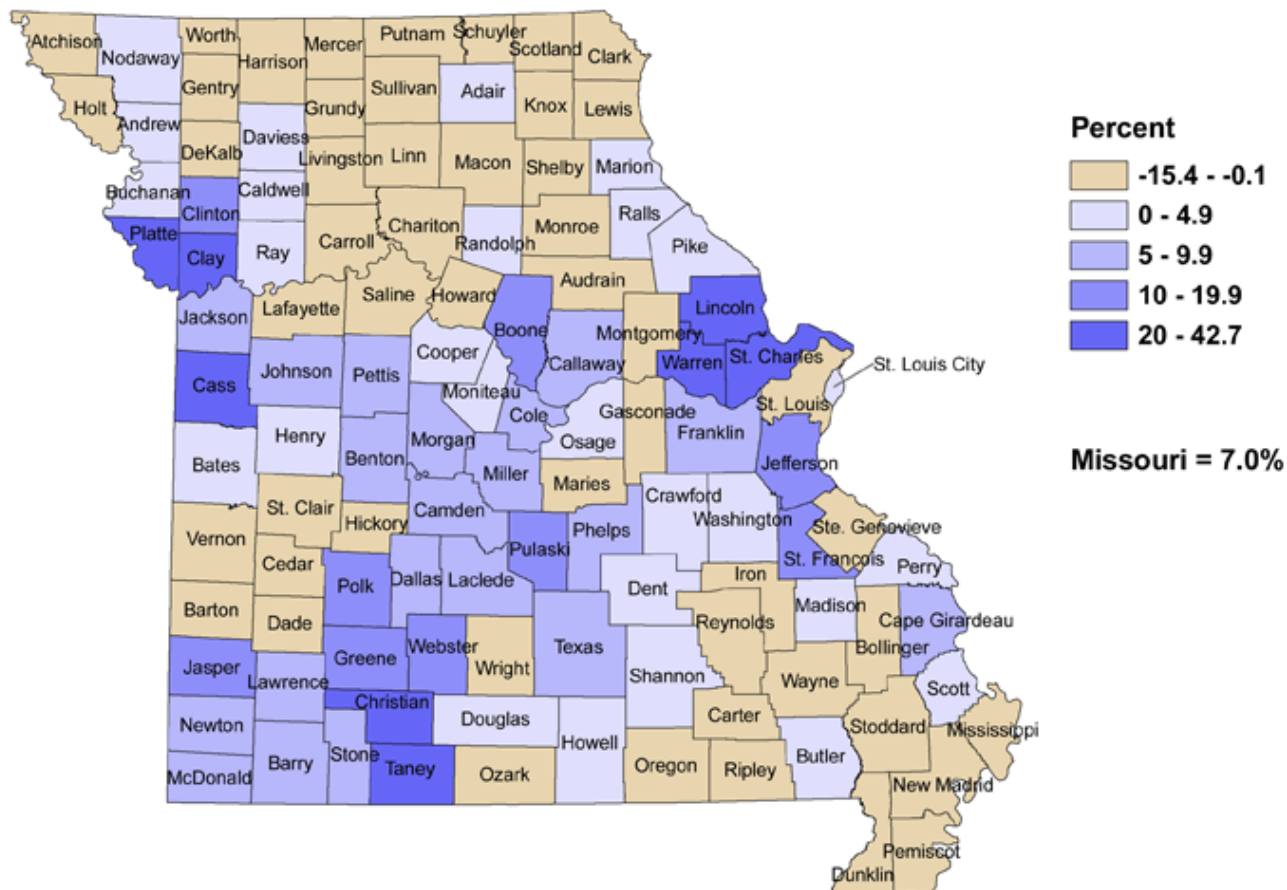 Atchison
Nodaway
Worth
Harrison
Mercer
Putnam
Schuyler
Scotland
Clark
Gentry
Sullivan
Adair
Knox
Lewis
Holt
Grundy
Andrew
DeKalb
Daviess
Livingston
Linn
Macon
Shelby
Marion
Buchanan
Clinton
Caldwell
Platte
Clay
Ray
Carroll
Chariton
Randolph
Monroe
Ralls
Pike
Audrain
Jackson
Lafayette
Saline
Howard
Boone
Callaway
Montgomery
Lincoln
Warren
St. Charles
St. Louis City
Cass
Johnson
Pettis
Cooper
Moniteau
Cole
Osage
Gasconade
Franklin
St. Louis
Bates
Henry
Benton
Morgan
Miller
Maries
Jefferson
Vernon
St. Clair
Hickory
Camden
Pulaski
Phelps
Crawford
Washington
St. Francois
Ste. Genevieve
Perry
Cedar
Polk
Dallas
Laclede
Dent
Iron
Madison
Barton
Dade
Reynolds
Cape Girardeau
Bollinger
Jasper
Lawrence
Greene
Webster
Wright
Texas
Shannon
Wayne
Scott
Newton
Christian
Douglas
Howell
Carter
Stoddard
Mississippi
McDonald
Barry
Stone
Taney
Ozark
Oregon
Ripley
Butler
New Madrid
Pemiscot
Dunklin
Percent
-15.4 - -0.1
0 - 4.9
5 - 9.9
10 - 19.9
20 - 42.7
Missouri = 7.0%